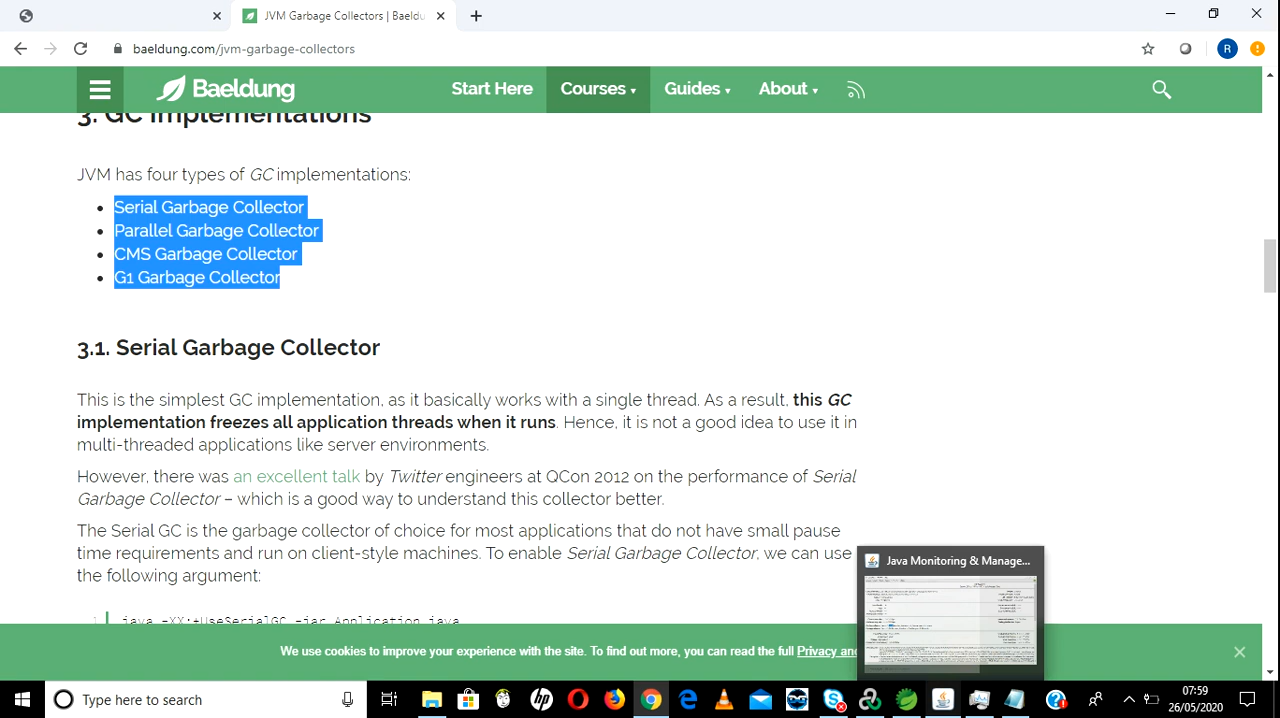 JVM Garbage Collectors | Baeldu
baeldung.com/jvm-garbage-collectors
R
Baeldung
Start Here
Courses
Guides
About
3. GC Implementations
JVM has four types of GC implementations:
Serial Garbage Collector
Parallel Garbage Collector
CMS Garbage Collector
G1 Garbage Collector
3.1. Serial Garbage Collector
This is the simplest GC implementation, as it basically works with a single thread. As a result, this GC
implementation freezes all application threads when it runs. Hence, it is not a good idea to use it in
multi-threaded applications like server environments.
However, there was an excellent talk by Twitter engineers at QCon 2012 on the performance of Serial
Garbage Collector – which is a good way to understand this collector better.
The Serial GC is the garbage collector of choice for most applications that do not have small pause
time requirements and run on client-style machines. To enable Serial Garbage Collector, we can use
the following argument:
Java Monitoring & Manage...
We use cookies to improve your experience with the site. To find out more, you can read the full Privacy and
Type here to search
07:59
26/05/2020